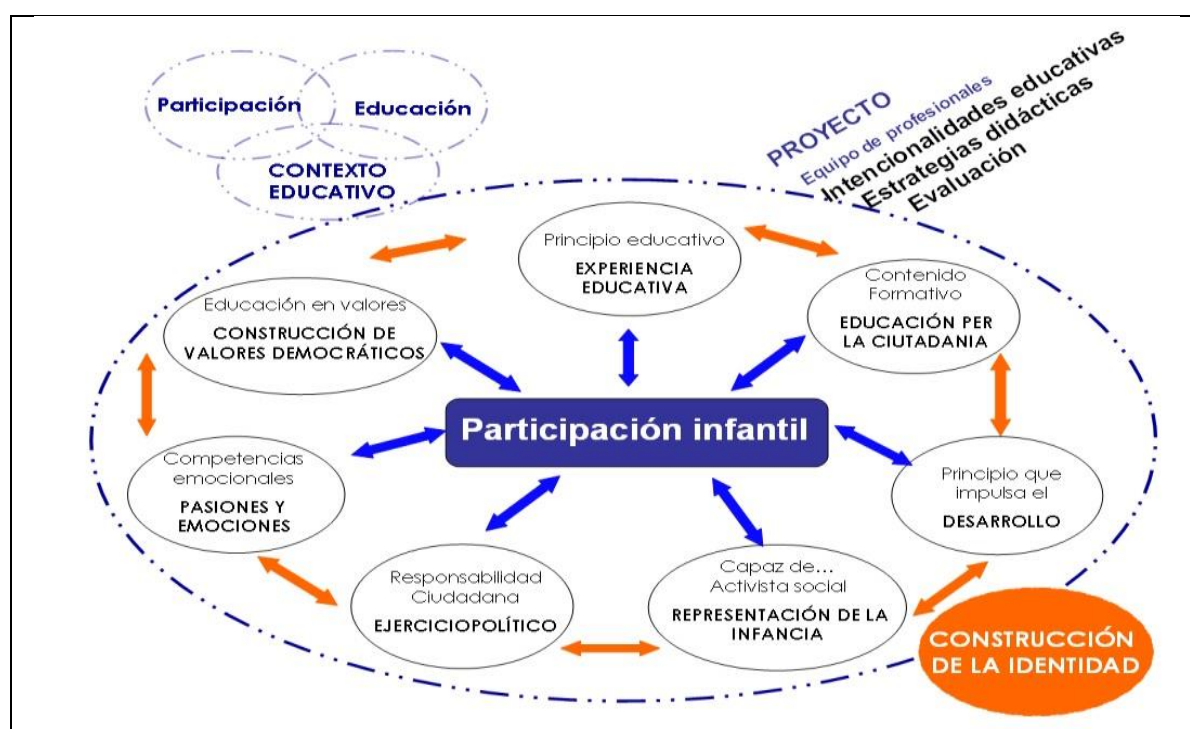 Participación
Educación
CONTEXTO
EDUCATIVO
PROYECTO
Equipo de profesionales
Intencionalidades educativas
Estrategias didácticas
Evaluación
Principio educativo
EXPERIENCIA
EDUCATIVA
Educación en valores
CONSTRUCCIÓN DE
VALORES DEMOCRÁTICOS
Contenido
Formativo
EDUCACIÓN PER
LA CIUTADANIA
Participación infantil
Competencias
emocionales
PASIONES Y
EMOCIONES
Principio que
impulsa el
DESARROLLO
Responsabilidad
Ciudadana
EJERCICIOPOLÍTICO
Capaz de...
Activista social
REPRESENTACIÓN DE LA
INFANCIA
CONSTRUCCIÓN
DE LA IDENTIDAD